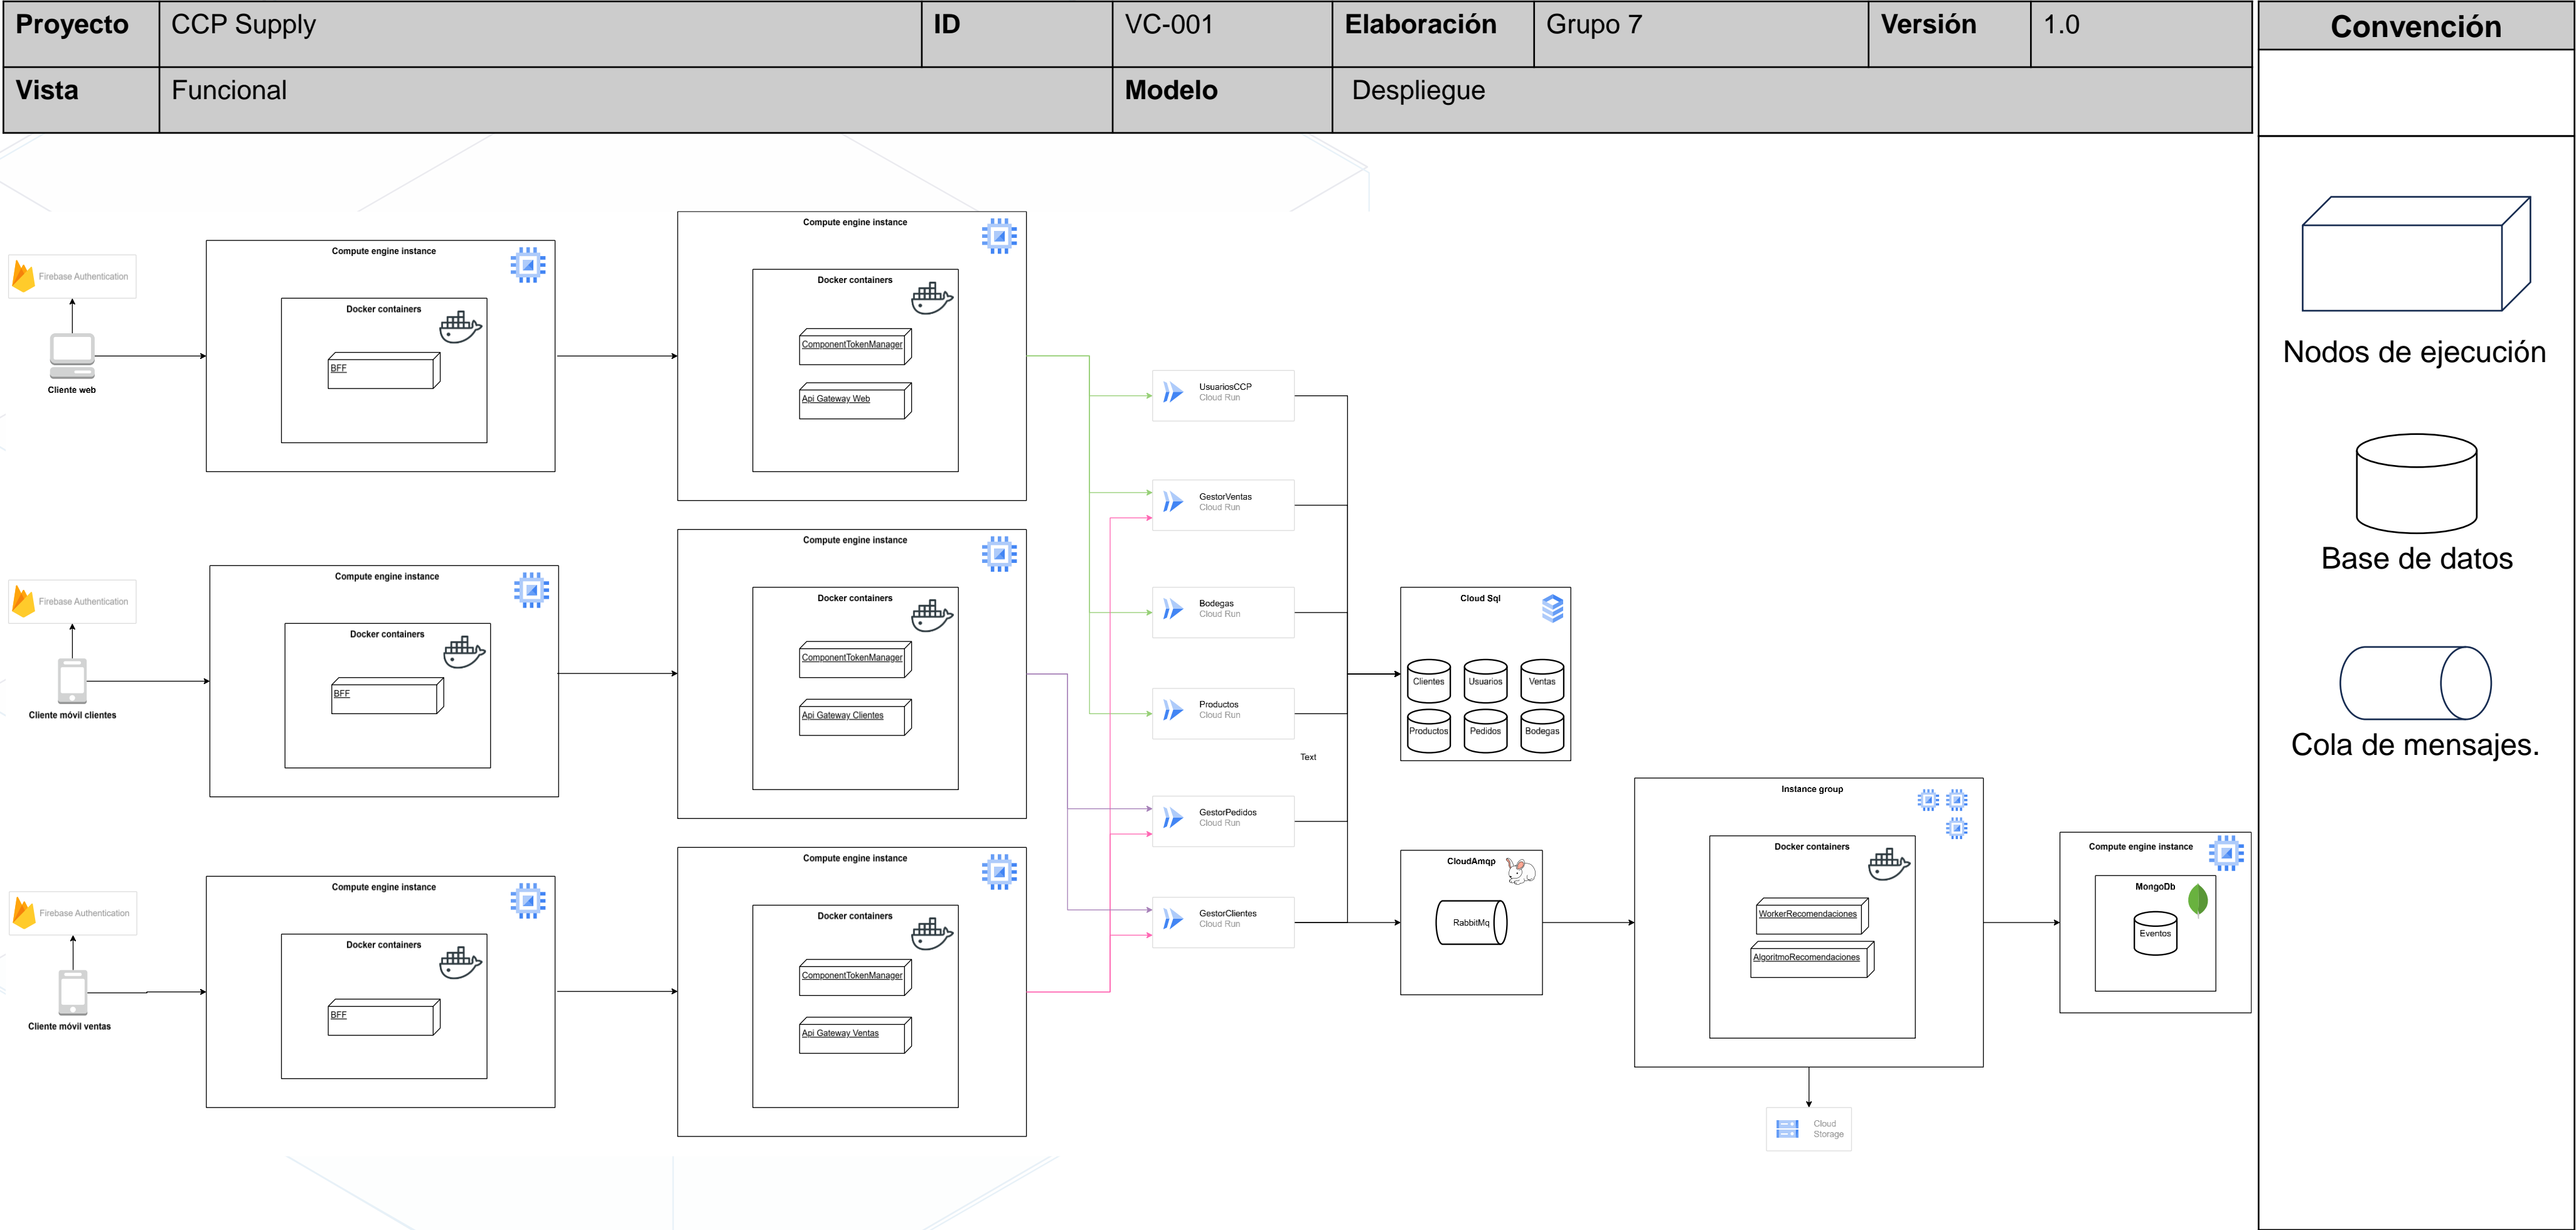 Proyecto
CCP Supply
ID
VC-001
Elaboración
Grupo 7
Versión
1.0
Convención
Vista
Funcional
Modelo
Despliegue
Firebase Authentication
Cliente web
Compute engine instance
Docker containers
BFF
Compute engine instance
Docker containers
ComponentTokenManager
Api Gateway Web
Firebase Authentication
Cliente móvil clientes
Compute engine instance
Docker containers
BFF
Compute engine instance
Docker containers
ComponentTokenManager
Api Gateway Clientes
Firebase Authentication
Cliente móvil ventas
Compute engine instance
Docker containers
BFF
Compute engine instance
Docker containers
ComponentTokenManager
Api Gateway Ventas
UsuariosCCP
Cloud Run
GestorVentas
Cloud Run
Bodegas
Cloud Run
Productos
Cloud Run
Text
GestorPedidos
Cloud Run
GestorClientes
Cloud Run
Cloud Sql
Clientes
Usuarios
Ventas
Productos
Pedidos
Bodegas
CloudAmqp
RabbitMq
Instance group
Docker containers
WorkerRecomendaciones
AlgoritmoRecomendaciones
Cloud
Storage
Compute engine instance
MongoDb
Eventos
Nodos de ejecución
Base de datos
Cola de mensajes.